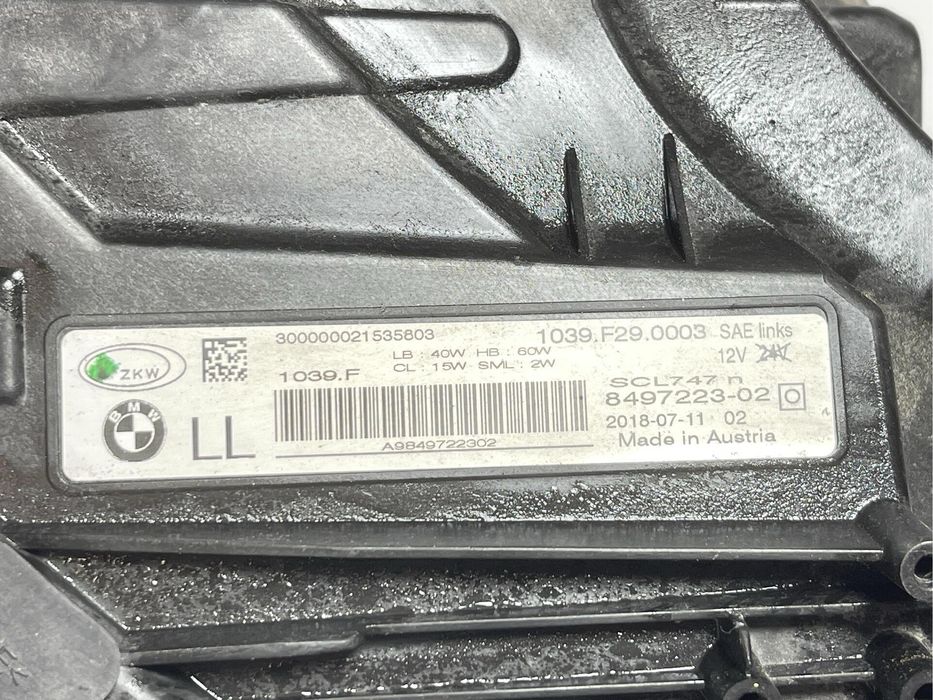 300000021535803
1039.F29.0003 SAE links
LB : 40W HB : 60W
12V
ZKW
1039.F
CL : 15W SML : 2W
SCL747 n
8497223-02
BMW
LL
2018-07-11 02
A9849722302
Made in Austria